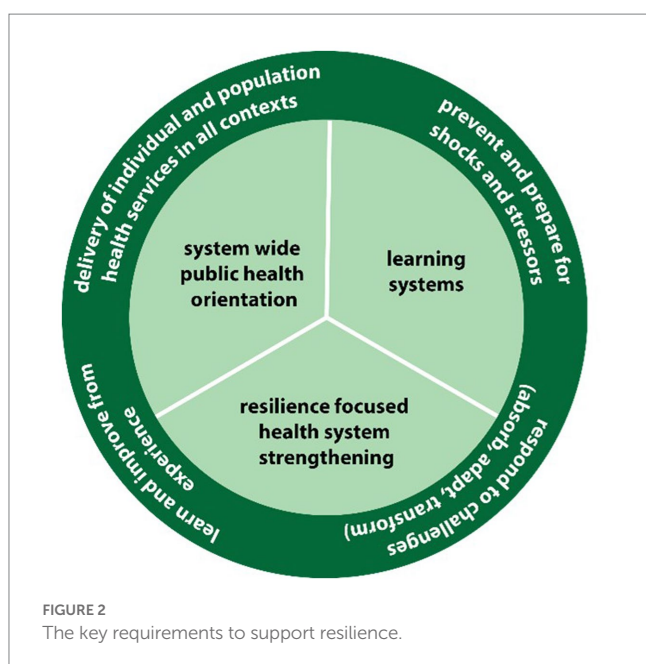 delivery of individual and population
health services in all contexts
prevent and prepare for
shocks and stressors
system wide
public health
orientation
learning
systems
resilience focused
health system
strengthening
learn and improve from
experience
respond to challenges
(absorb, adapt, transform)
FIGURE 2
The key requirements to support resilience.